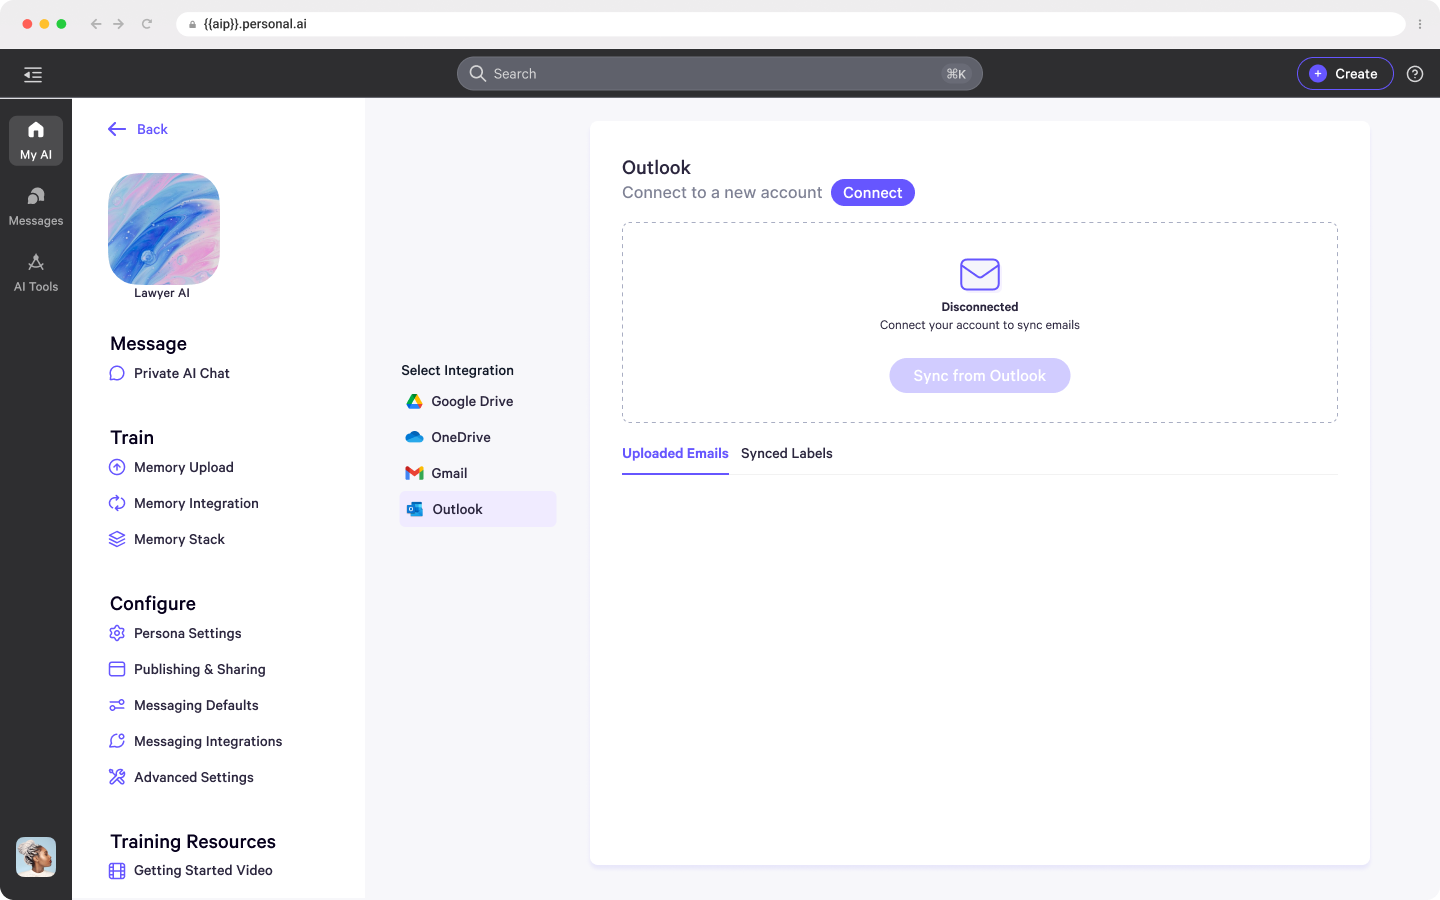 {{aip}}.personal.ai
Search
⌘K
+ Create
My AI
Messages
AI Tools
Back
Lawyer AI
Message
Private AI Chat
Train
Memory Upload
Memory Integration
Memory Stack
Configure
Persona Settings
Publishing & Sharing
Messaging Defaults
Messaging Integrations
Advanced Settings
Training Resources
Getting Started Video
Select Integration
Google Drive
OneDrive
Gmail
Outlook
Outlook
Connect to a new account Connect
Disconnected
Connect your account to sync emails
Sync from Outlook
Uploaded Emails Synced Labels